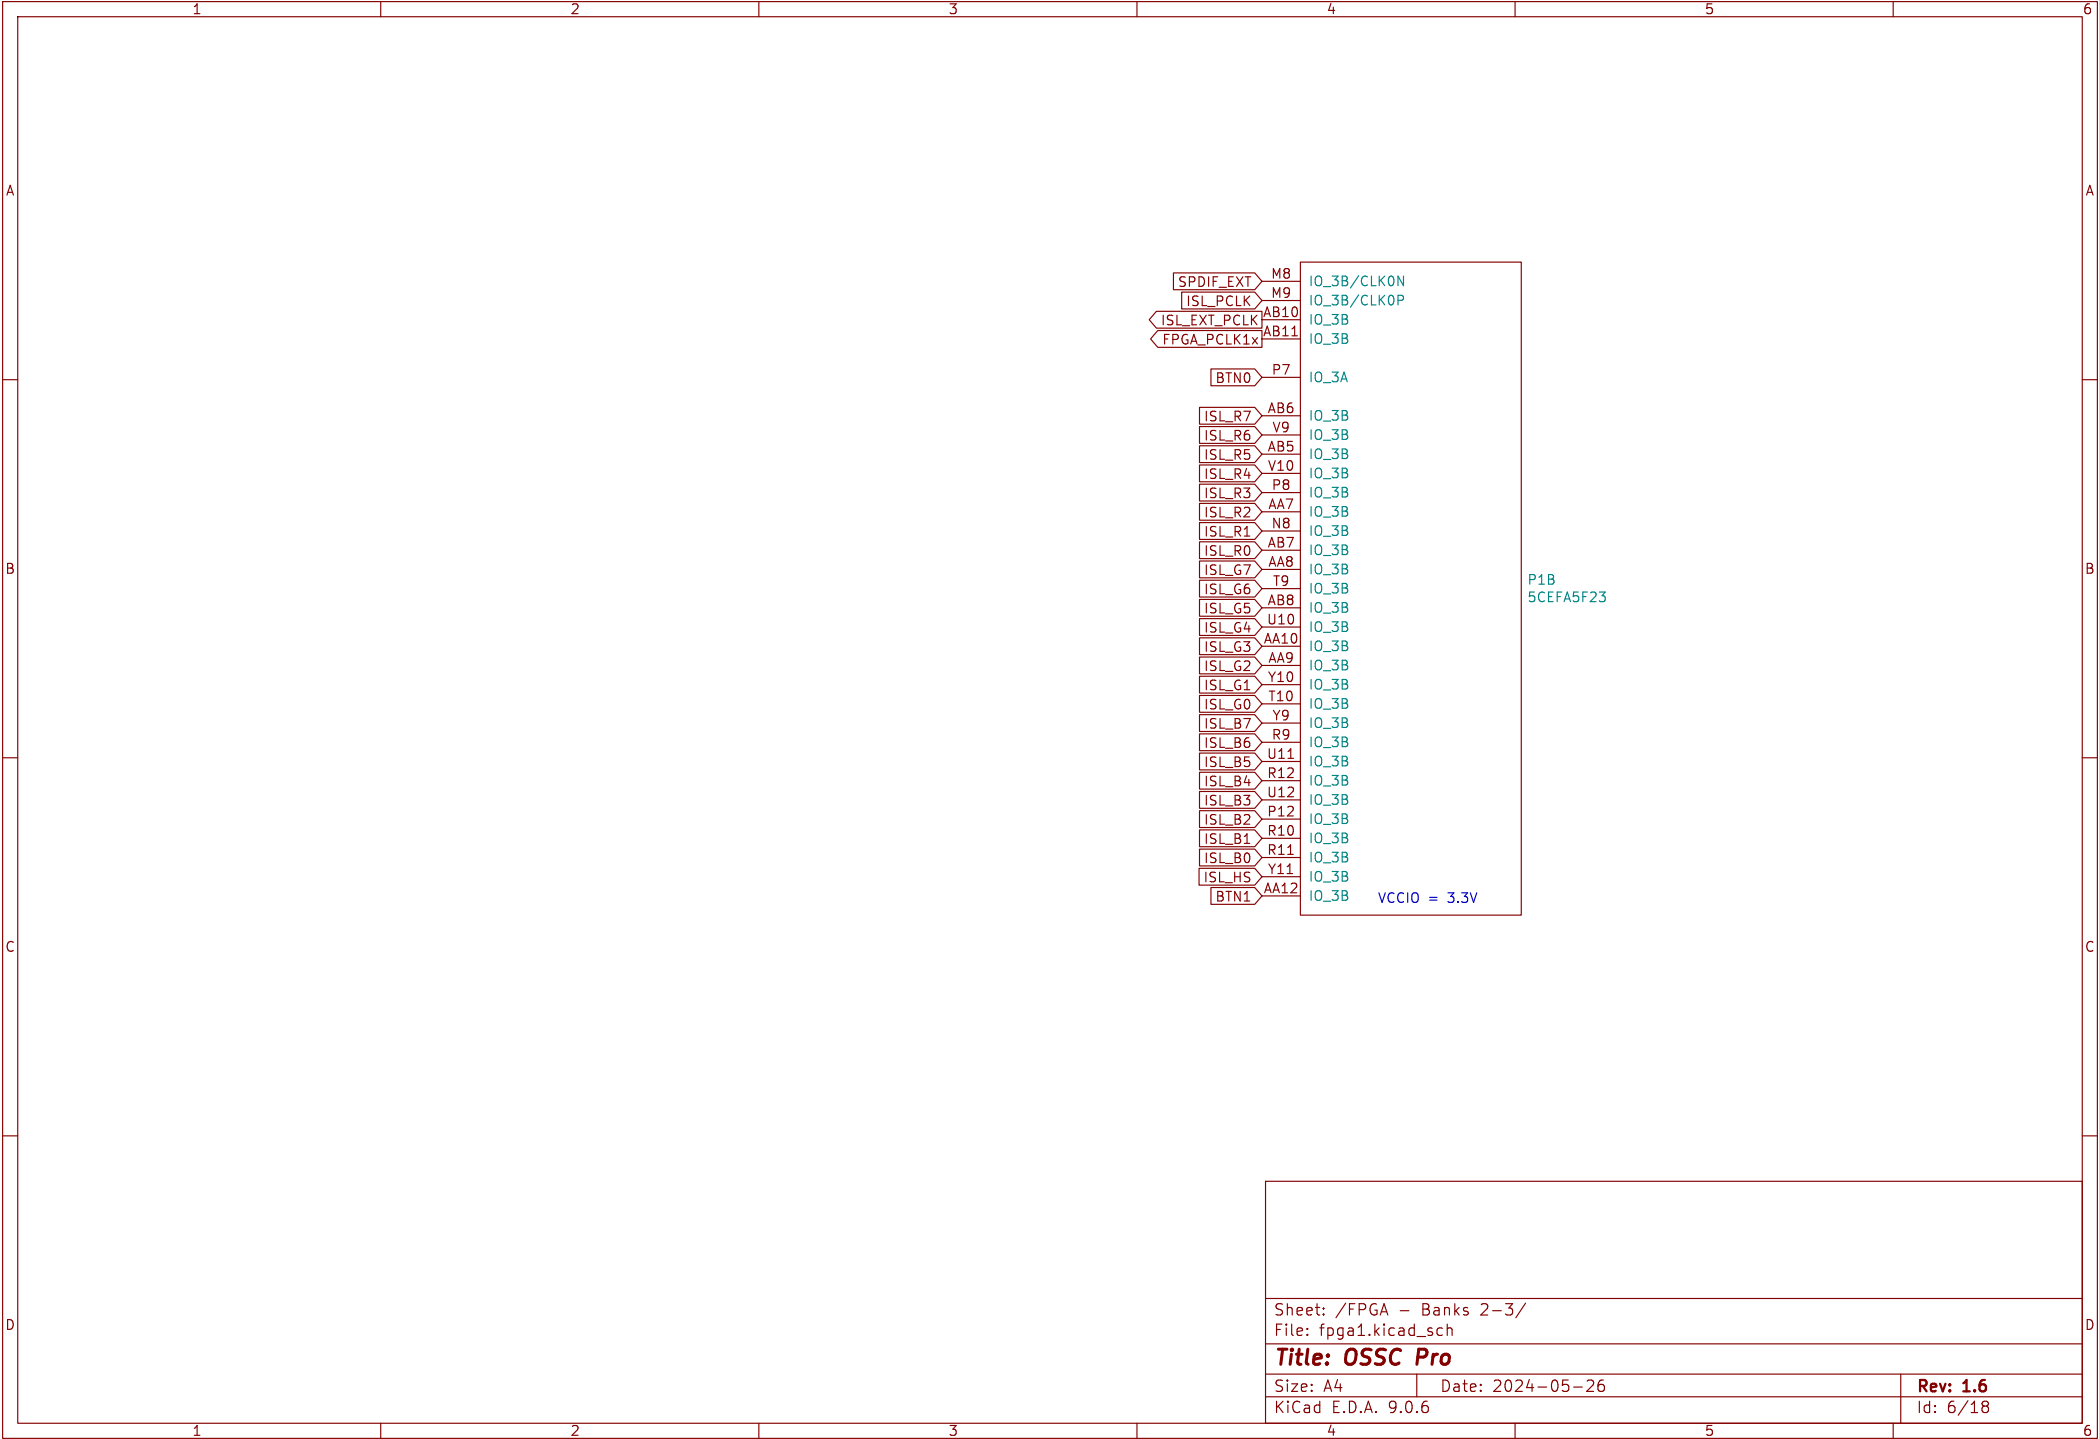 1 2 3 4 5 6
A A
SPDIF_EXT M8 IO_3B/CLK0N
ISL_PCLK M9 IO_3B/CLK0P
ISL_EXT_PCLK AB10 IO_3B
FPGA_PCLK1x AB11 IO_3B
BTN0 P7 IO_3A
ISL_R7 AB6 IO_3B
ISL_R6 V9 IO_3B
ISL_R5 AB5 IO_3B
ISL_R4 V10 IO_3B
ISL_R3 P8 IO_3B
ISL_R2 AA7 IO_3B
ISL_R1 N8 IO_3B
ISL_R0 AB7 IO_3B
B B
ISL_G7 AA8 IO_3B
P1B
ISL_G6 T9 IO_3B
5CEFA5F23
ISL_G5 AB8 IO_3B
ISL_G4 U10 IO_3B
ISL_G3 AA10 IO_3B
ISL_G2 AA9 IO_3B
ISL_G1 Y10 IO_3B
ISL_G0 T10 IO_3B
ISL_B7 Y9 IO_3B
ISL_B6 R9 IO_3B
ISL_B5 U11 IO_3B
ISL_B4 R12 IO_3B
ISL_B3 U12 IO_3B
ISL_B2 P12 IO_3B
ISL_B1 R10 IO_3B
ISL_B0 R11 IO_3B
ISL_HS Y11 IO_3B
BTN1 AA12 IO_3B VCCIO = 3.3V
C C
Sheet: /FPGA - Banks 2-3/
D D
File: fpga1.kicad_sch
Title: OSSC Pro
Size: A4 Date: 2024-05-26 Rev: 1.6
KiCad E.D.A. 9.0.6 Id: 6/18
1 2 3 4 5 6